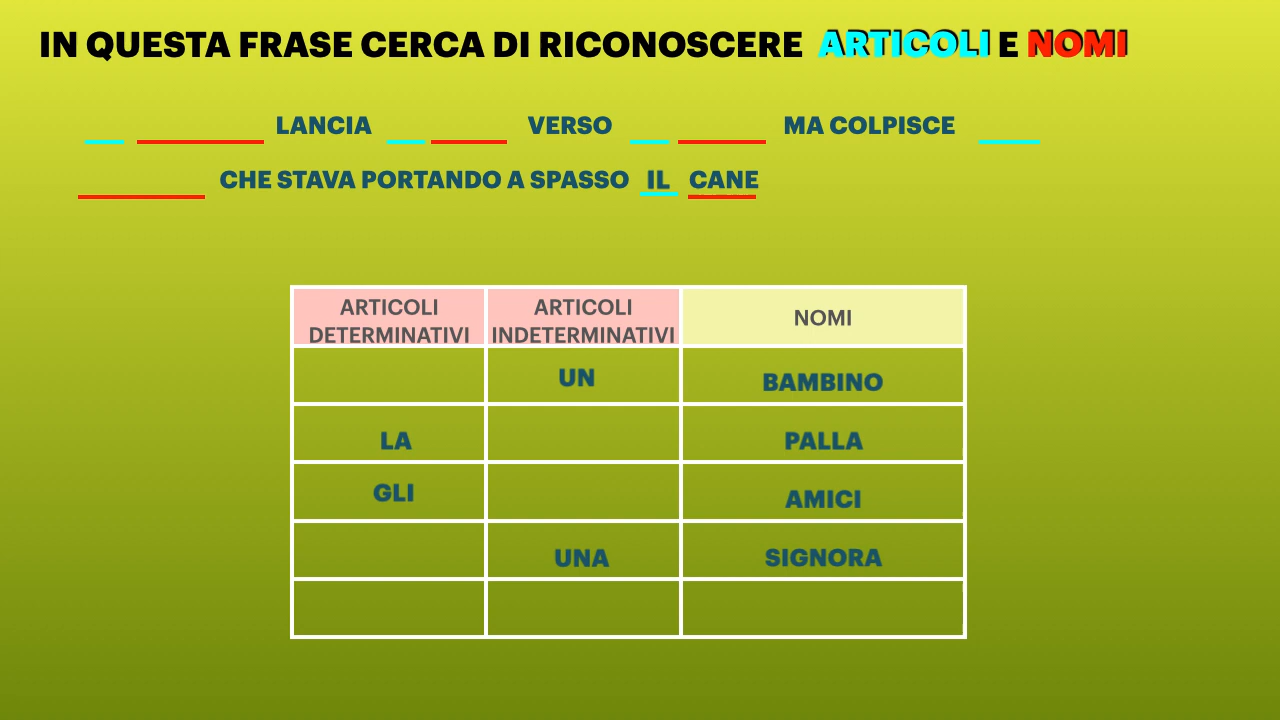 IN QUESTA FRASE CERCA DI RICONOSCERE ARTICOLI E NOMI
LANCIA VERSO MA COLPISCE
CHE STAVA PORTANDO A SPASSO IL CANE
ARTICOLI DETERMINATIVI ARTICOLI INDETERMINATIVI NOMI
UN BAMBINO
LA PALLA
GLI AMICI
UNA SIGNORA